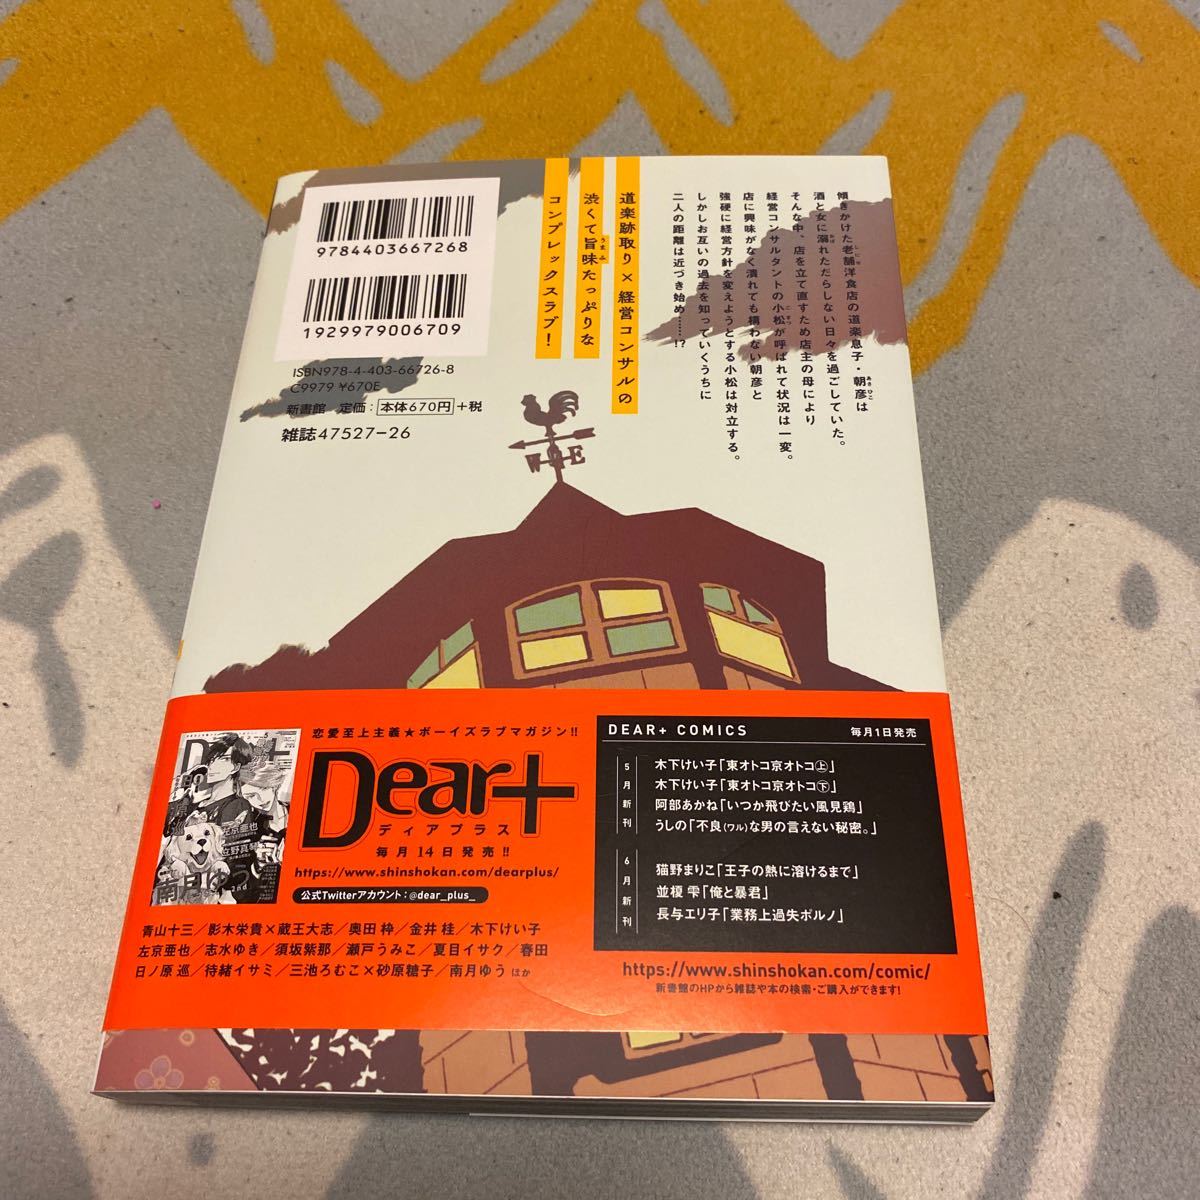 傾きかけた老舗洋食店の道楽息子・朝彦は
酒と女に溺れただらしない日々を過ごしていた。
そんな中、店を立て直すため店主の母により
経営コンサルタントの小松が呼ばれて状況は一変。
店に興味がなく潰れても構わない朝彦と
強硬に経営方針を変えようとする小松は対立する。
しかしお互いの過去を知っていくうちに
二人の距離は近づき始め……!?
道楽跡取り×経営コンサルの
渋くて旨味たっぷりな
コンプレックスラブ!
9784403667268
1929979006709
ISBN978-4-403-66726-8
C9979 ¥670E
新書館 定価:本体670円+税
雑誌47527-26
W E
恋愛至上主義★ボーイズラブマガジン!!
Dear+
ディアプラス
毎月14日発売!!
https://www.shinshokan.com/dearplus/
公式Twitterアカウント:@dear_plus_
青山十三/影木栄貴×蔵王大志/奥田 枠/金井 桂/木下けい子
左京亜也/志水ゆき/須坂紫那/瀬戸うみこ/夏目イサク/春田
日ノ原 巡/待緒イサミ/三池ろむこ×砂原糖子/南月ゆう ほか
Dear+
左京亜也
立野真琴
南月ゆう
DEAR+ COMICS 毎月1日発売
5月新刊
木下けい子「東オトコ京オトコ㊤」
木下けい子「東オトコ京オトコ㊦」
阿部あかね「いつか飛びたい風見鶏」
うしの「不良(ワル)な男の言えない秘密。」
6月新刊
猫野まりこ「王子の熱に溶けるまで」
並榎 雫「俺と暴君」
長与エリ子「業務上過失ポルノ」
https://www.shinshokan.com/comic/
新書館のHPから雑誌や本の検索・ご購入ができます!